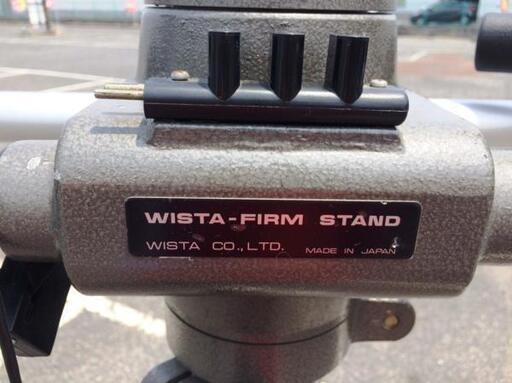 WISTA-FIRM STAND
WISTA CO.,LTD. MADE IN JAPAN